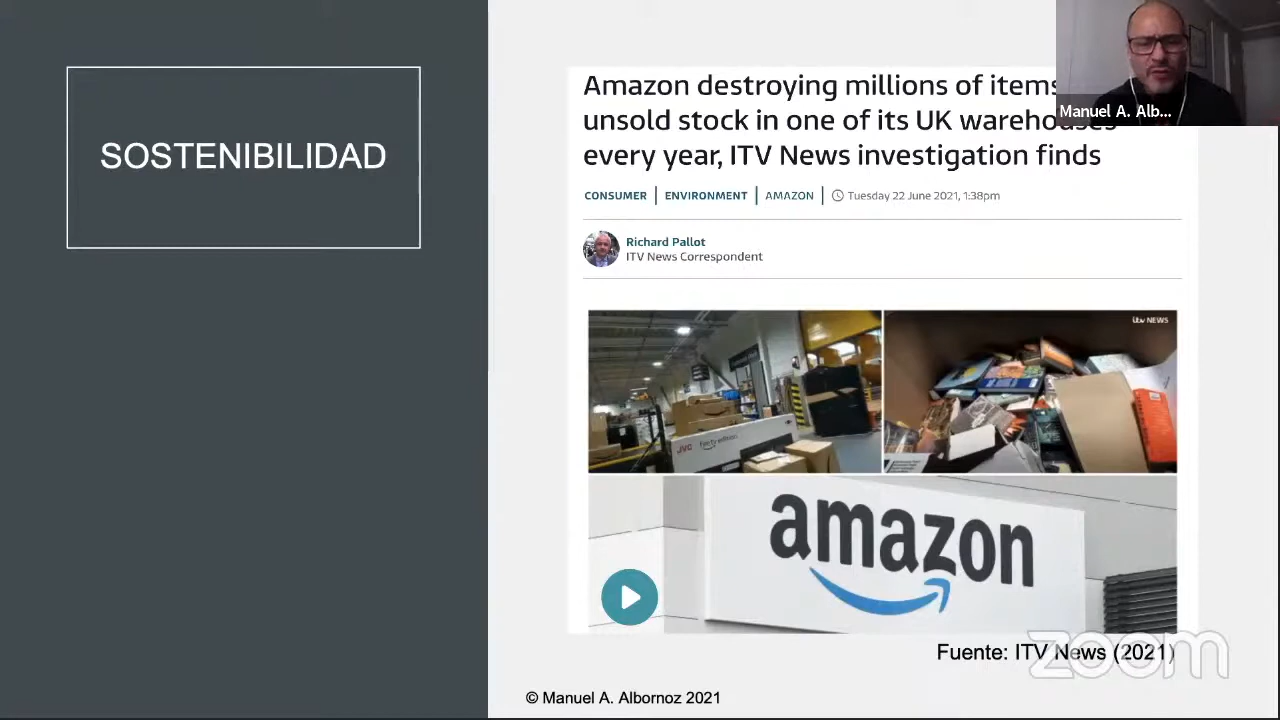 SOSTENIBILIDAD
Amazon destroying millions of items
unsold stock in one of its UK warehouses
every year, ITV News investigation finds
CONSUMER | ENVIRONMENT | AMAZON | Tuesday 22 June 2021, 1:38pm
Richard Pallot
ITV News Correspondent
itv NEWS
JVC
amazon
Fuente: ITV News (2021)
zoom
© Manuel A. Albornoz 2021
Manuel A. Alb...